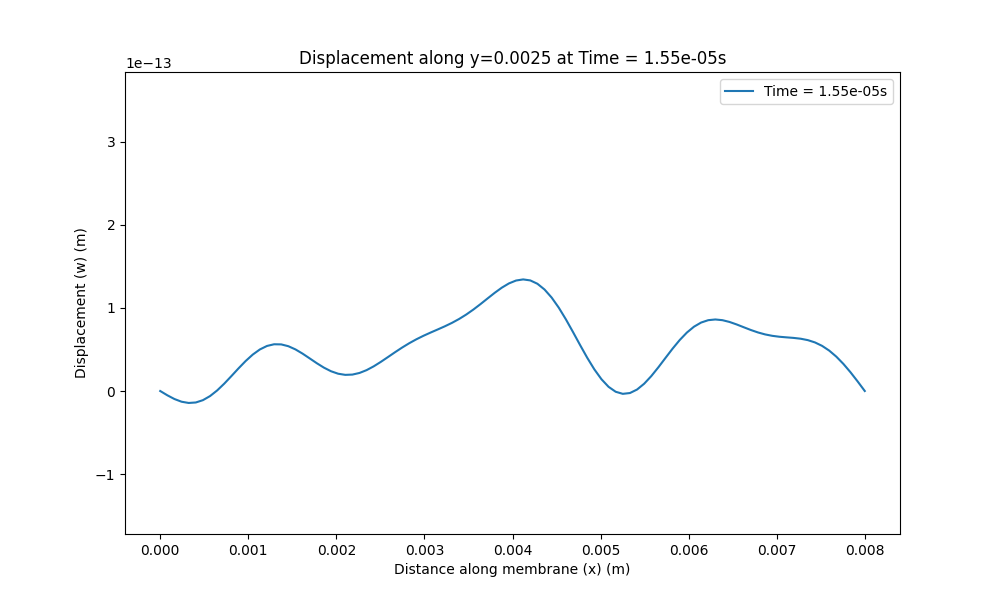 Displacement along y=0.0025 at Time = 1.55e-05s
1e−13
Time = 1.55e-05s
3
2
1
0
−1
Displacement (w) (m)
0.000 0.001 0.002 0.003 0.004 0.005 0.006 0.007 0.008
Distance along membrane (x) (m)